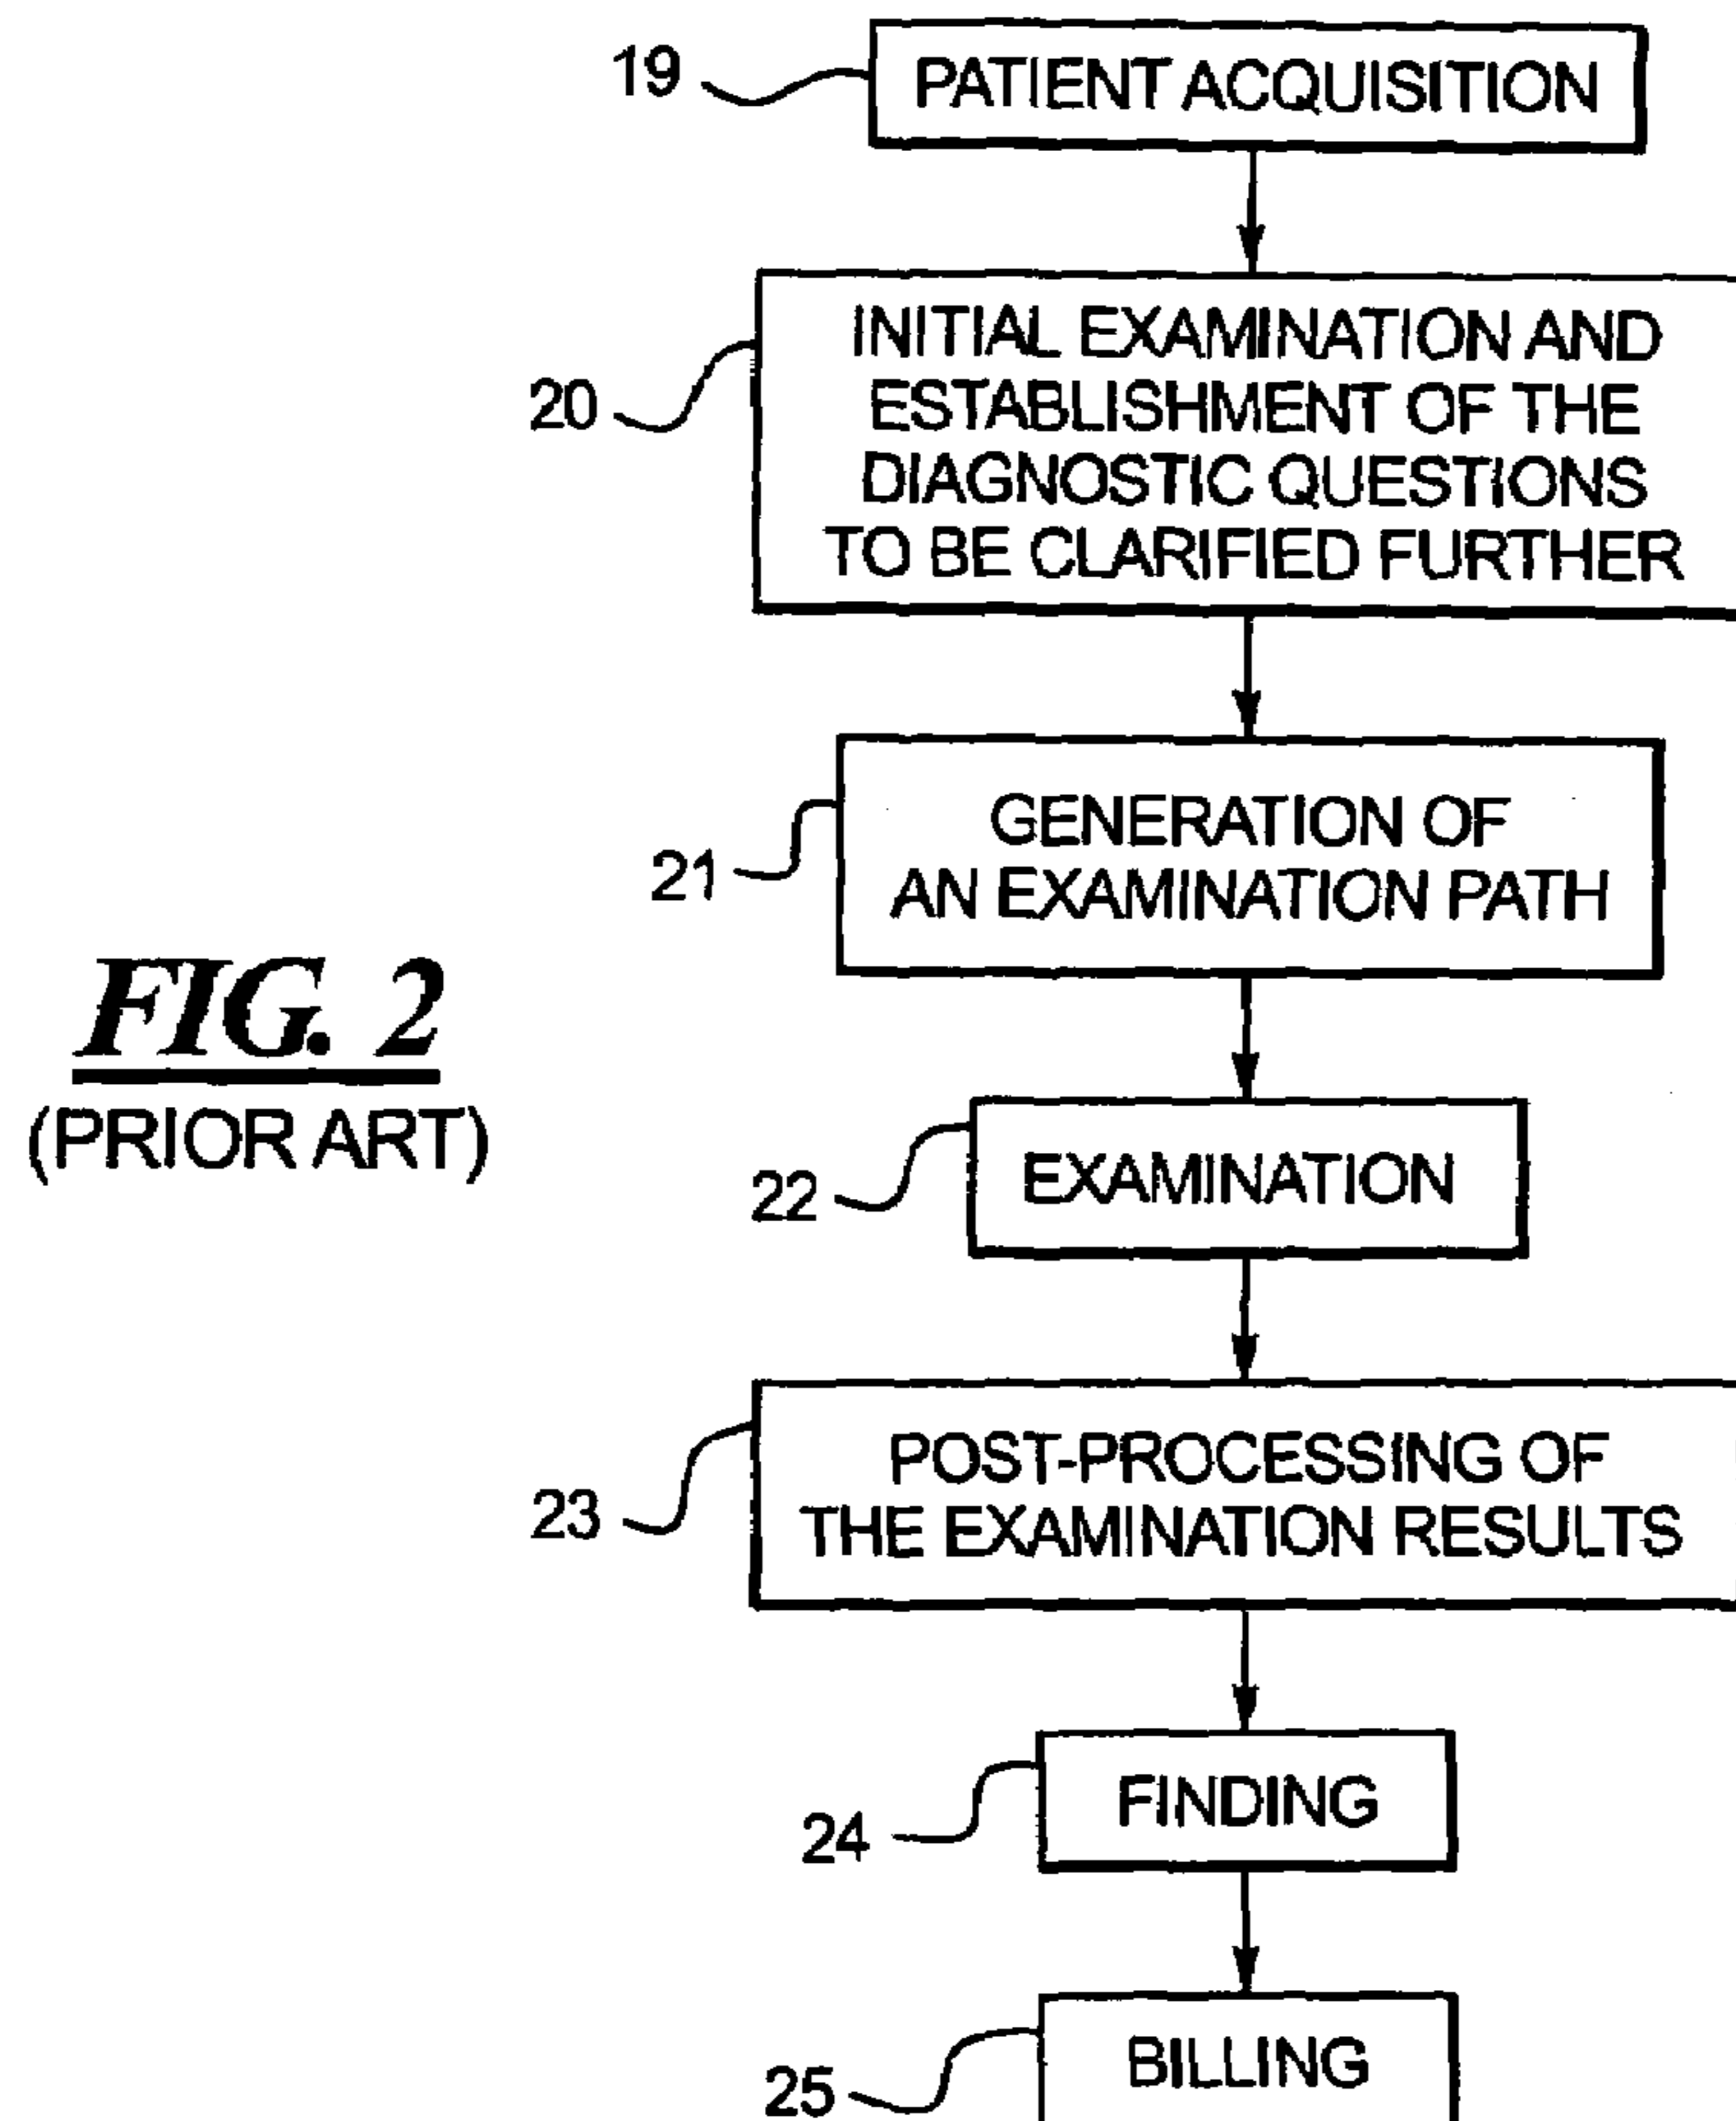 19
PATIENT ACQUISITION
20
INITIAL EXAMINATION AND
ESTABLISHMENT OF THE
DIAGNOSTIC QUESTIONS
TO BE CLARIFIED FURTHER
21
GENERATION OF
AN EXAMINATION PATH
FIG. 2
(PRIOR ART)
22
EXAMINATION
23
POST-PROCESSING OF
THE EXAMINATION RESULTS
24
FINDING
25
BILLING